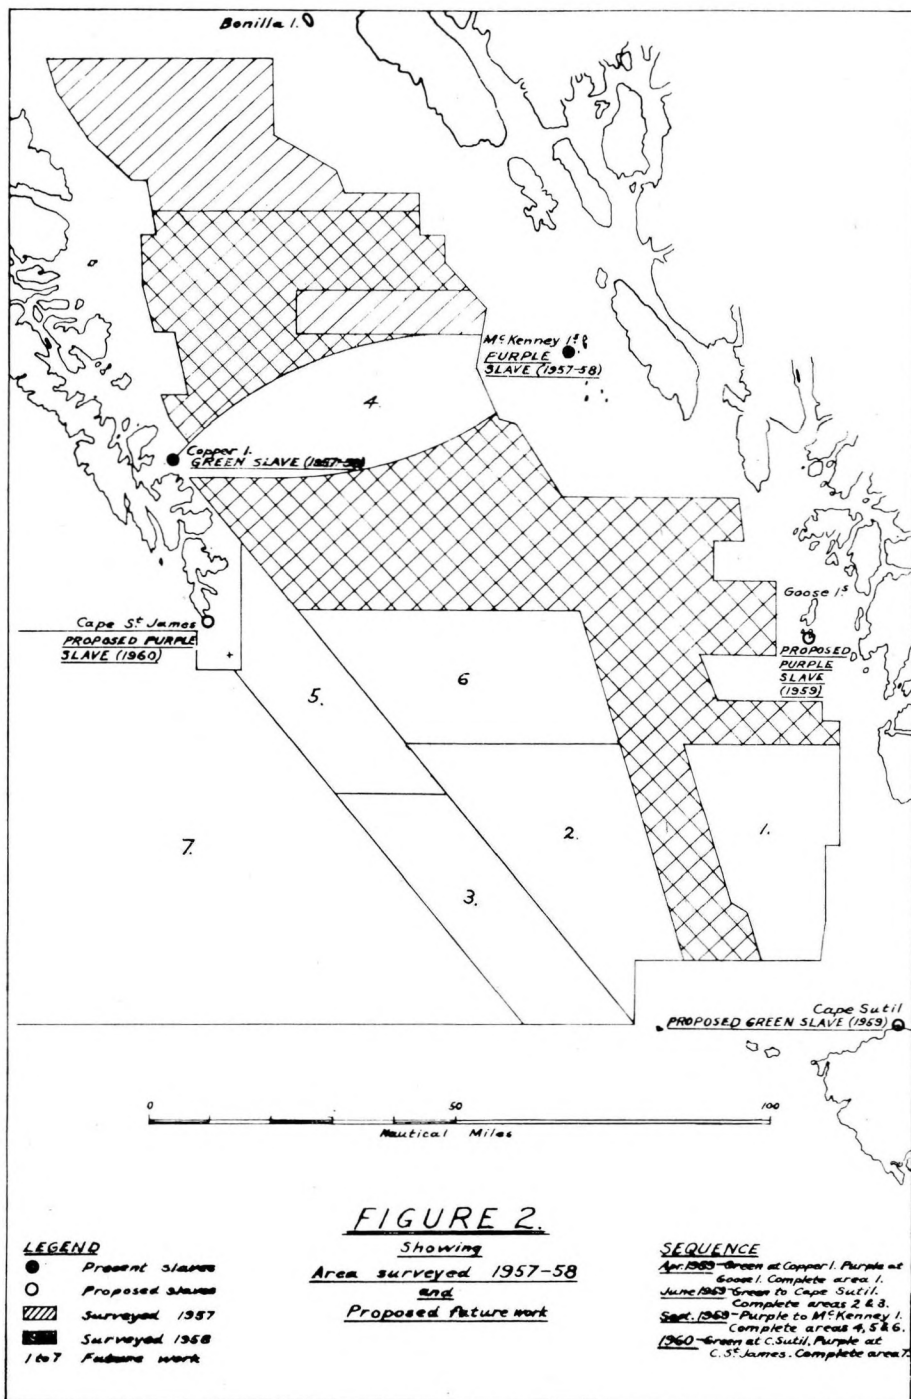 Bonilla I.
McKenney Is.
PURPLE
SLAVE (1957-58)
4.
Copper I.
GREEN SLAVE (1957-58)
Goose Is.
Cape St. James
PROPOSED PURPLE
SLAVE (1960)
PROPOSED
PURPLE
SLAVE
(1959)
6
5.
7.
2.
1.
3.
Cape Sutil
PROPOSED GREEN SLAVE (1959)
0 50 100
Nautical Miles
FIGURE 2.
Showing
Area surveyed 1957-58
and
Proposed future work
LEGEND
Present slaves
Proposed slaves
Surveyed 1957
Surveyed 1958
1 to 7 Future work
SEQUENCE
Apr. 1959-Green at Copper I. Purple at
Goose I. Complete area 1.
June 1959-Green to Cape Sutil.
Complete areas 2 & 3.
Sept. 1959-Purple to McKenney I.
Complete areas 4, 5 & 6.
1960-Green at C. Sutil, Purple at
C. St. James. Complete area 7.